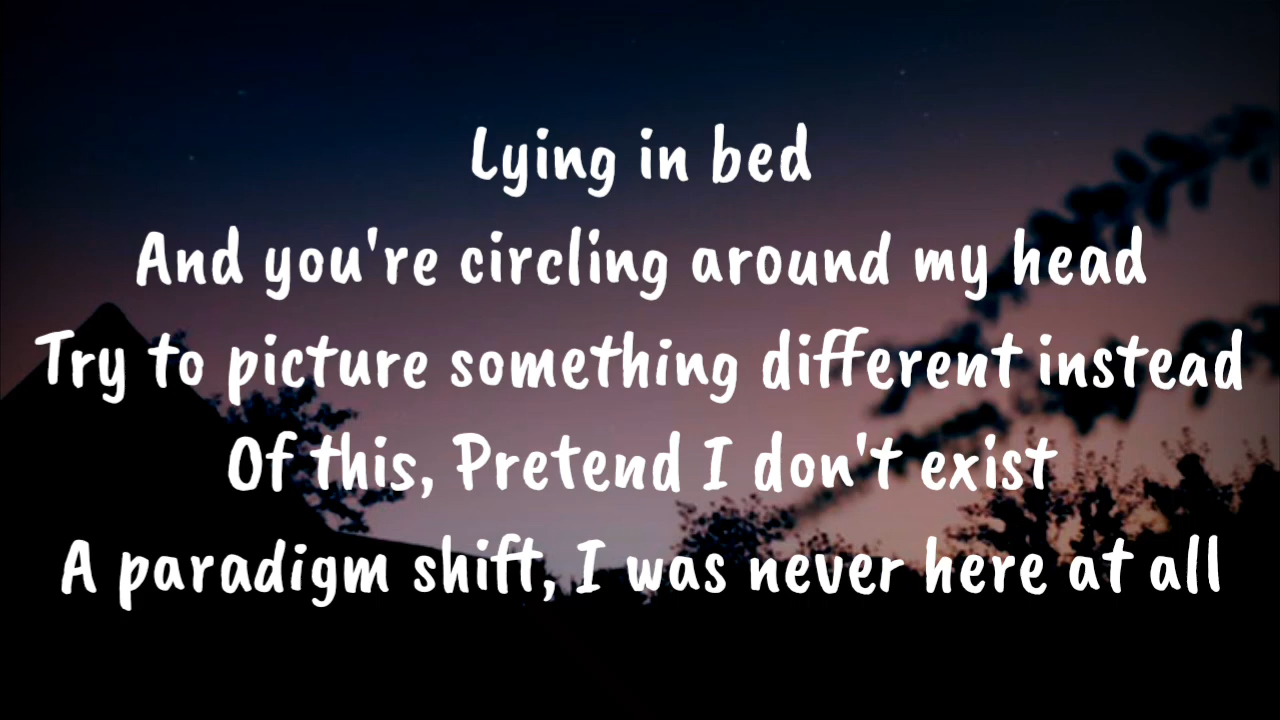 Lying in bed
And you're circling around my head
Try to picture something different instead
Of this, Pretend I don't exist
A paradigm shift, I was never here at all